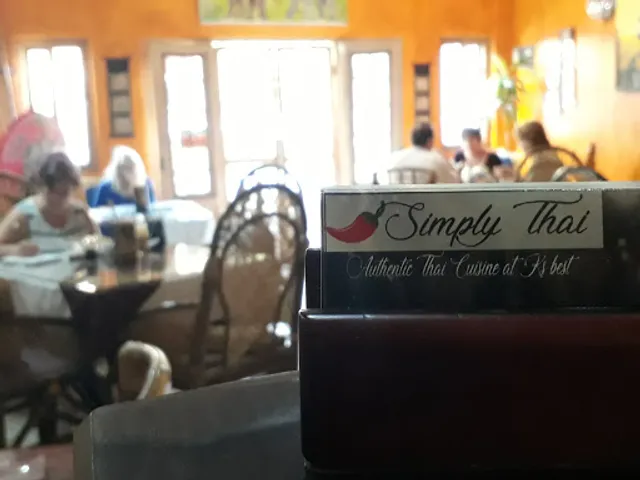 Simply Thai
Authentic Thai Cuisine at It's best